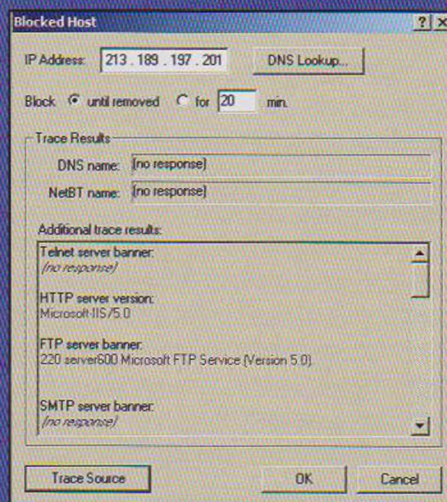 Blocked Host
IP Address: 213 . 189 . 197 . 201 DNS Lookup...
Block until removed for 20 min.
Trace Results
DNS name: (no response)
NetBT name: (no response)
Additional trace results:
Telnet server banner:
(no response)
HTTP server version:
Microsoft-IIS/5.0
FTP server banner:
220 server600 Microsoft FTP Service (Version 5.0).
SMTP server banner:
(no response)
Trace Source OK Cancel